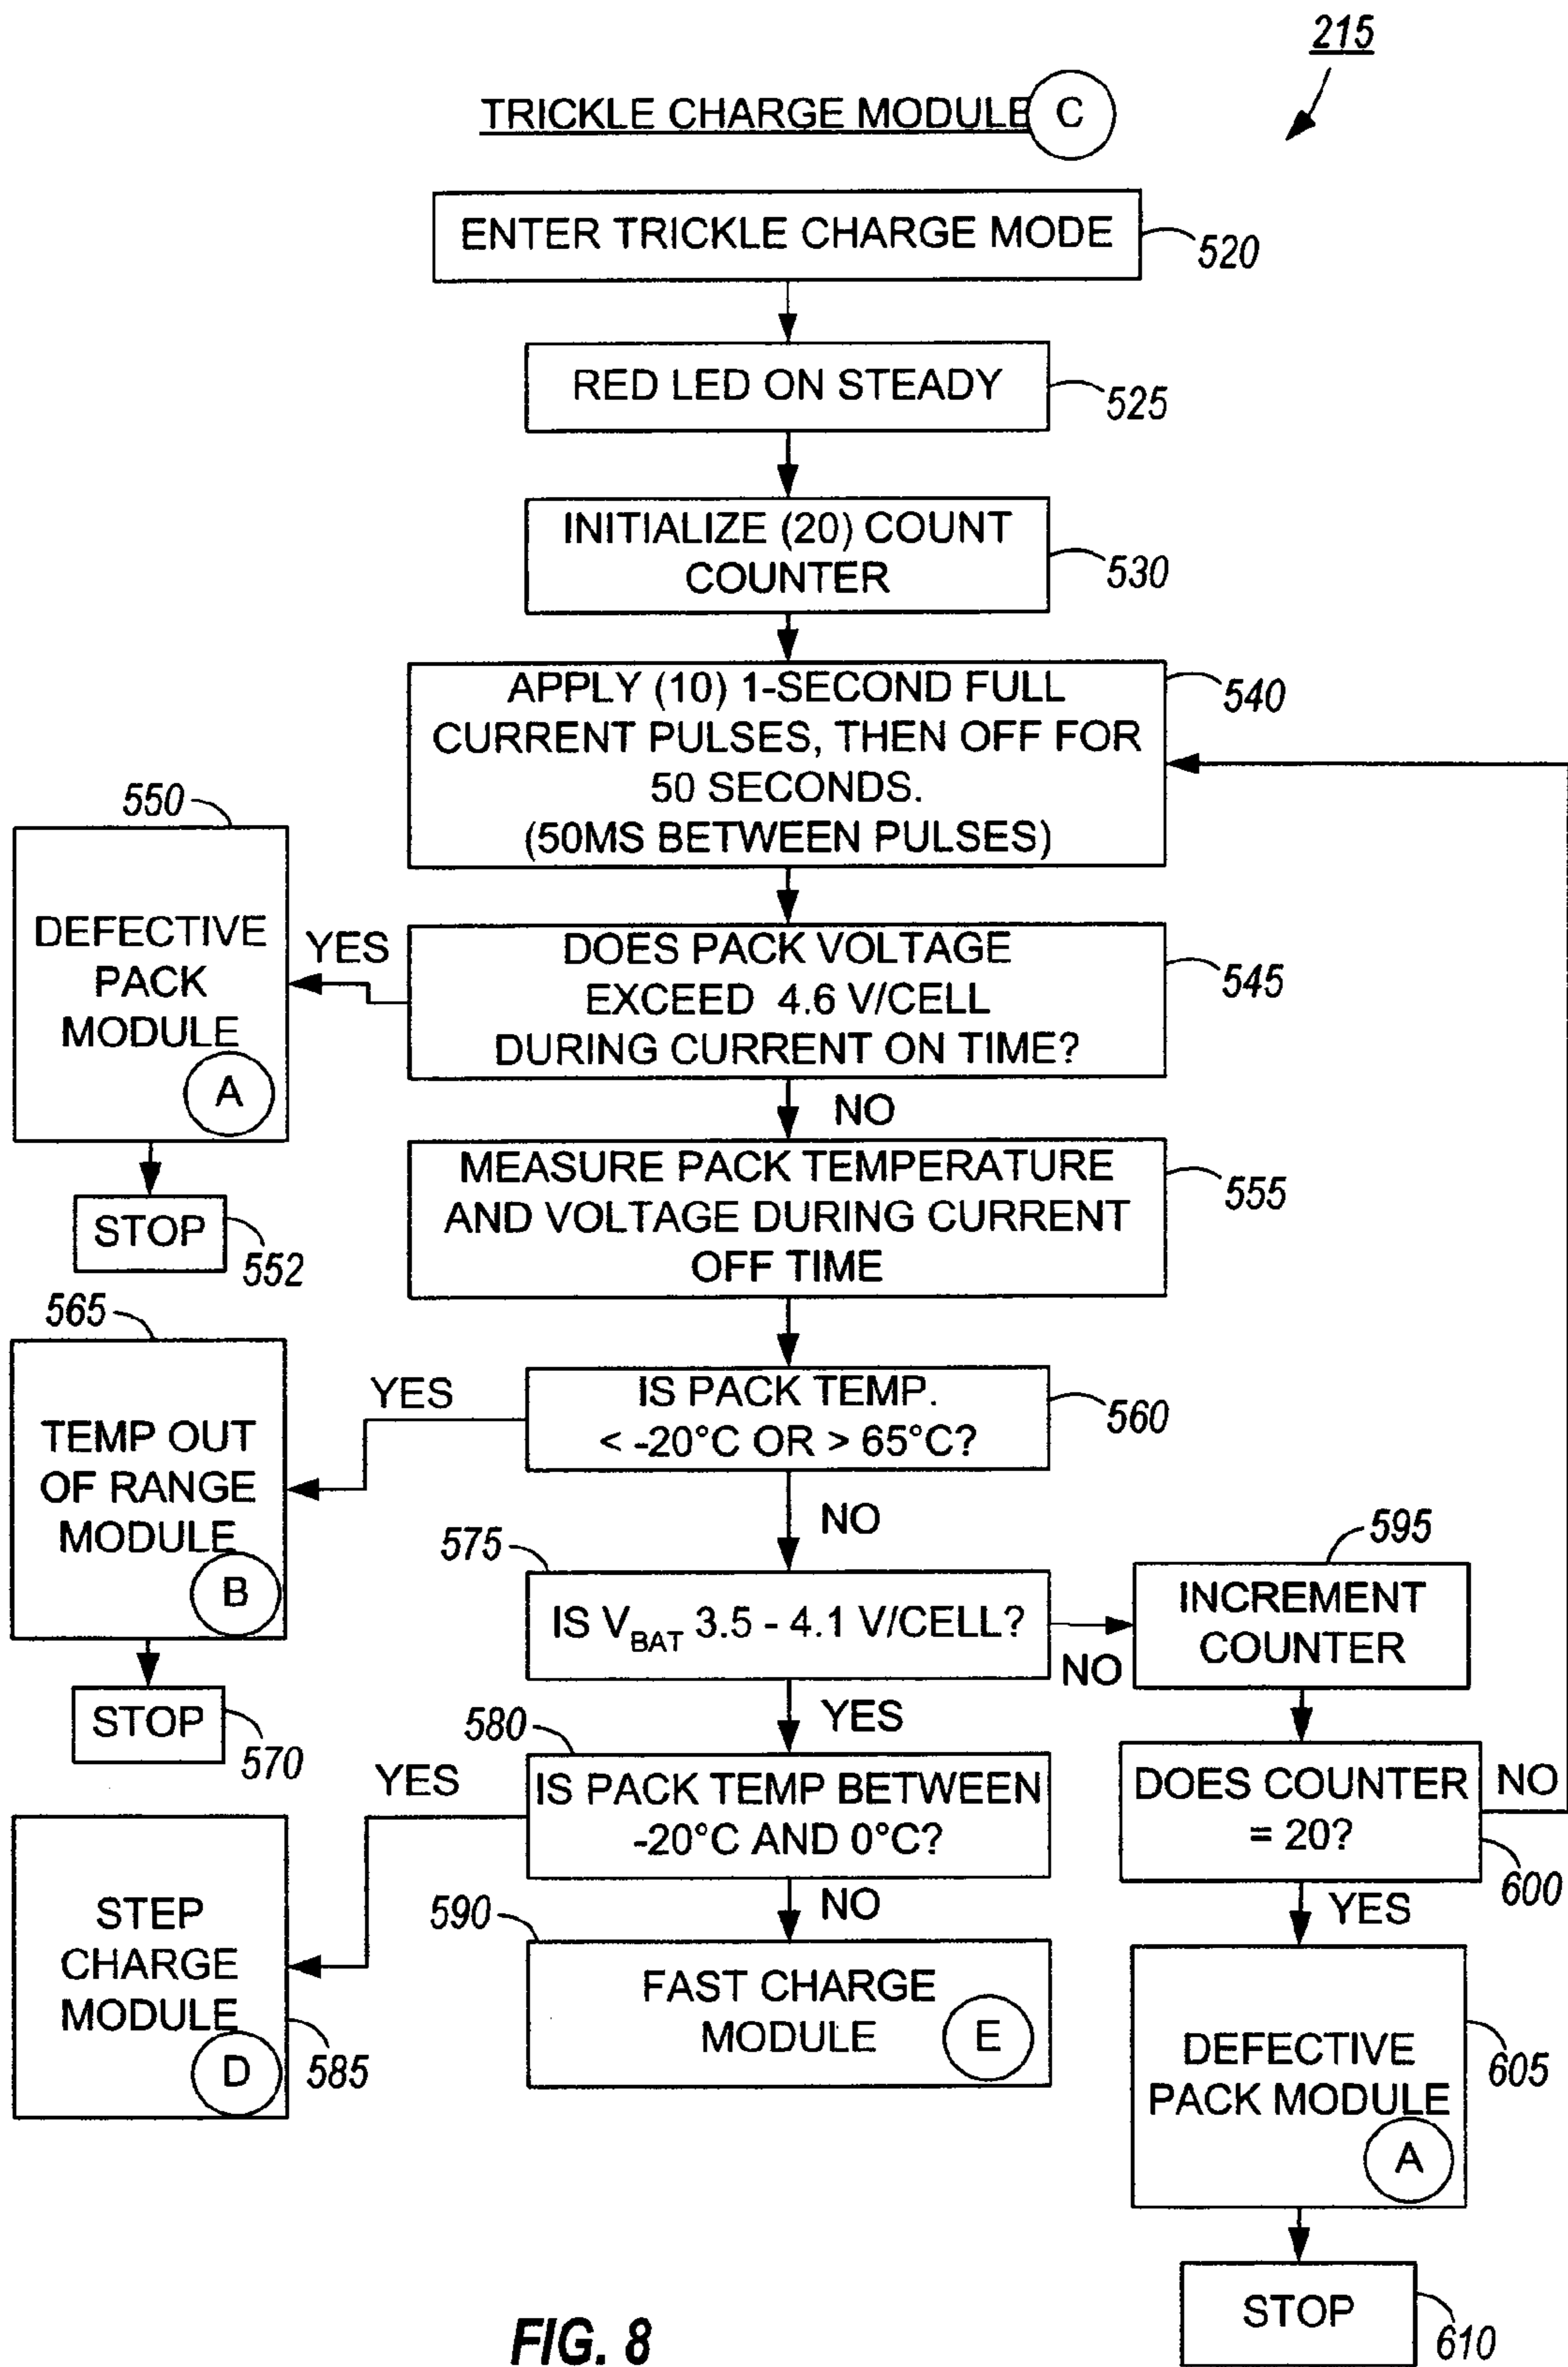 215
TRICKLE CHARGE MODULE C
ENTER TRICKLE CHARGE MODE
520
RED LED ON STEADY
525
INITIALIZE (20) COUNT
COUNTER
530
APPLY (10) 1-SECOND FULL
CURRENT PULSES, THEN OFF FOR
50 SECONDS.
(50MS BETWEEN PULSES)
540
550
DEFECTIVE
PACK
MODULE
A
YES
DOES PACK VOLTAGE
EXCEED 4.6 V/CELL
DURING CURRENT ON TIME?
545
NO
STOP
552
MEASURE PACK TEMPERATURE
AND VOLTAGE DURING CURRENT
OFF TIME
555
565
TEMP OUT
OF RANGE
MODULE
B
YES
IS PACK TEMP.
< -20°C OR > 65°C?
560
NO
STOP
570
575
IS VBAT 3.5 - 4.1 V/CELL?
NO
595
INCREMENT
COUNTER
YES
580
IS PACK TEMP BETWEEN
-20°C AND 0°C?
YES
DOES COUNTER
= 20?
NO
600
STEP
CHARGE
MODULE
D
585
NO
590
FAST CHARGE
MODULE
E
YES
DEFECTIVE
PACK MODULE
A
605
STOP
610
FIG. 8